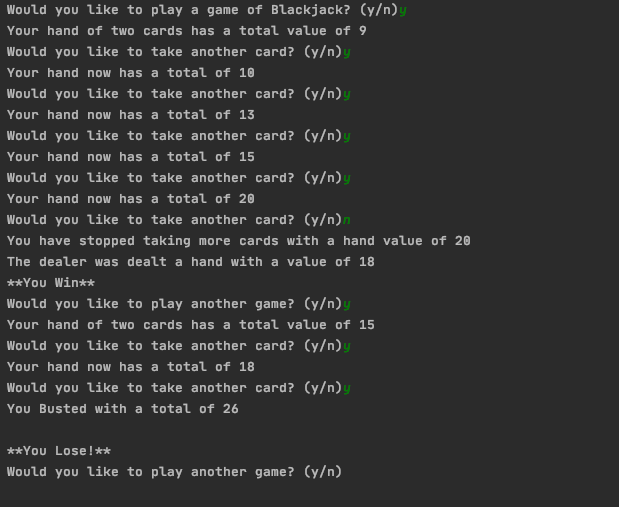 Would you like to play a game of Blackjack? (y/n)y
Your hand of two cards has a total value of 9
Would you like to take another card? (y/n)y
Your hand now has a total of 10
Would you like to take another card? (y/n)y
Your hand now has a total of 13
Would you like to take another card? (y/n)y
Your hand now has a total of 15
Would you like to take another card? (y/n)y
Your hand now has a total of 20
Would you like to take another card? (y/n)n
You have stopped taking more cards with a hand value of 20
The dealer was dealt a hand with a value of 18
**You Win**
Would you like to play another game? (y/n)y
Your hand of two cards has a total value of 15
Would you like to take another card? (y/n)y
Your hand now has a total of 18
Would you like to take another card? (y/n)y
You Busted with a total of 26
**You Lose!**
Would you like to play another game? (y/n)